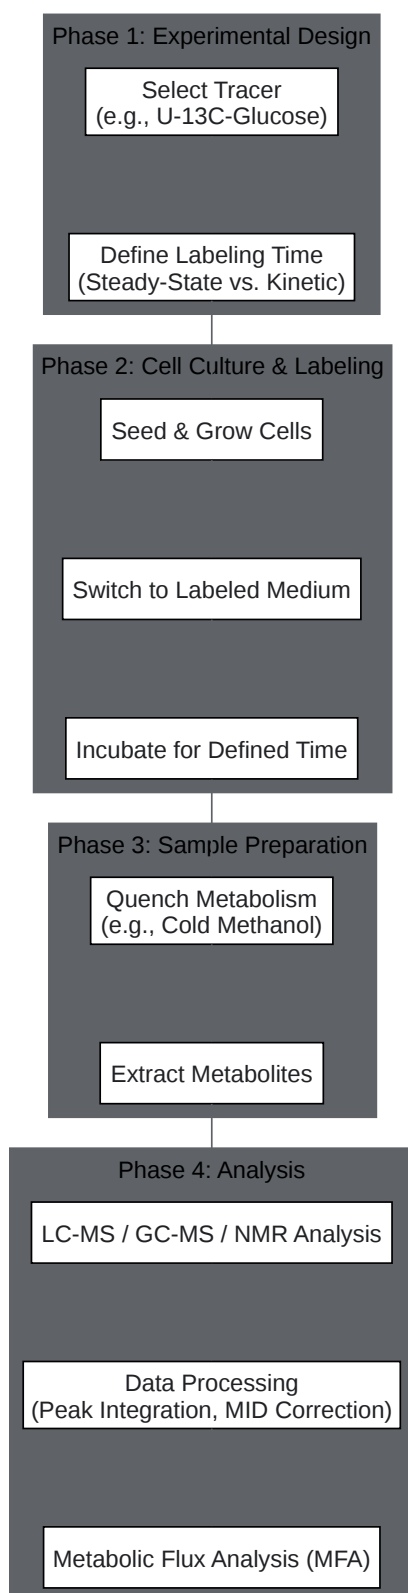 Phase 1: Experimental Design
Select Tracer
(e.g., U-13C-Glucose)
Define Labeling Time
(Steady-State vs. Kinetic)
Phase 2: Cell Culture & Labeling
Seed & Grow Cells
Switch to Labeled Medium
Incubate for Defined Time
Phase 3: Sample Preparation
Quench Metabolism
(e.g., Cold Methanol)
Extract Metabolites
Phase 4: Analysis
LC-MS / GC-MS / NMR Analysis
Data Processing
(Peak Integration, MID Correction)
Metabolic Flux Analysis (MFA)